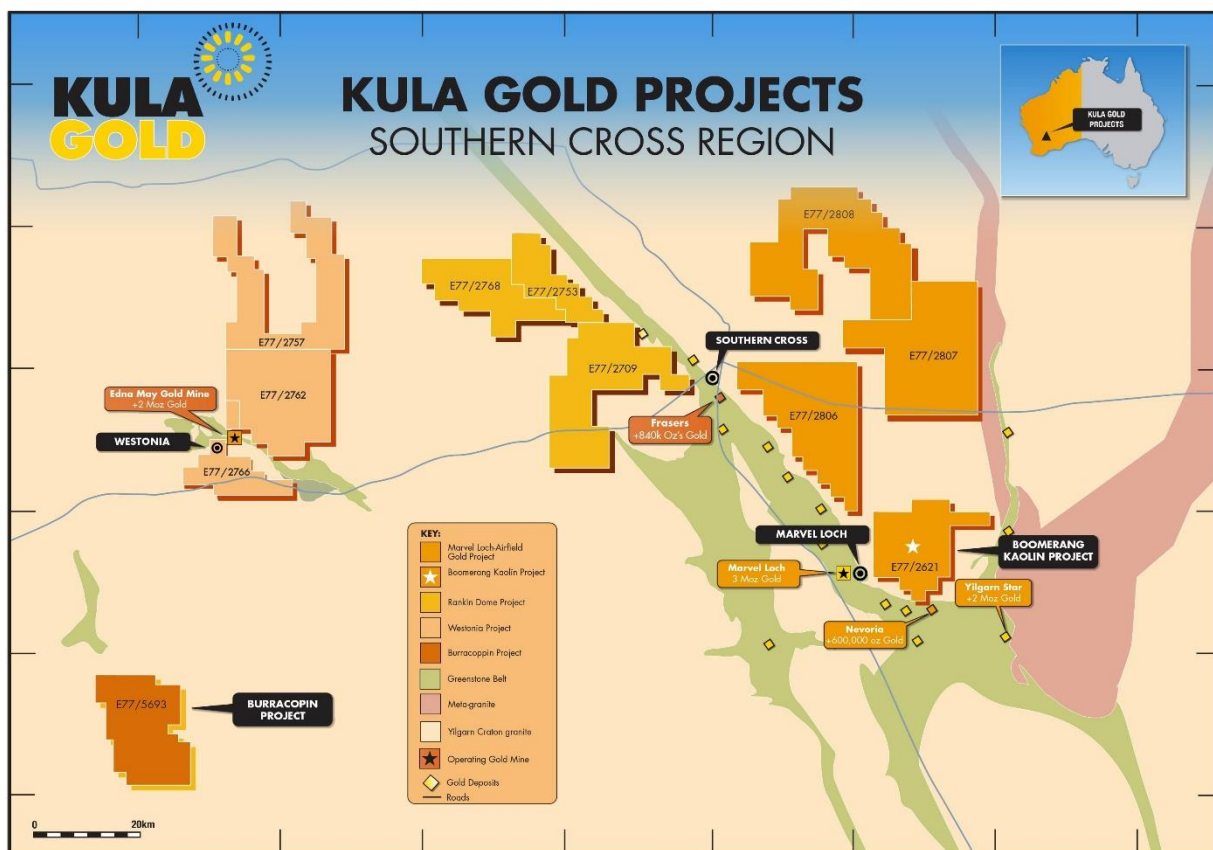 KULA
GOLD
KULA GOLD PROJECTS
SOUTHERN CROSS REGION
KULA GOLD
PROJECTS
E77/2808
E77/2768
E77/2753
E77/2757
SOUTHERN CROSS
E77/2807
E77/2709
Edna May Gold Mine
+2 Moz Gold
E77/2762
E77/2806
Frasers
+840k Oz's Gold
WESTONIA
E77/2766
MARVEL LOCH
BOOMERANG
KAOLIN PROJECT
Marvel Loch
3 Moz Gold
E77/2621
Yilgarn Star
+2 Moz Gold
Nevoria
+600,000 oz Gold
KEY:
Marvel Loch-Airfield
Gold Project
Boomerang Kaolin Project
Rankin Dome Project
Westonia Project
Burracoppin Project
Greenstone Belt
Meta-granite
Yilgarn Craton granite
Operating Gold Mine
Gold Deposits
Roads
E77/5693
BURRACOPIN
PROJECT
0 20km